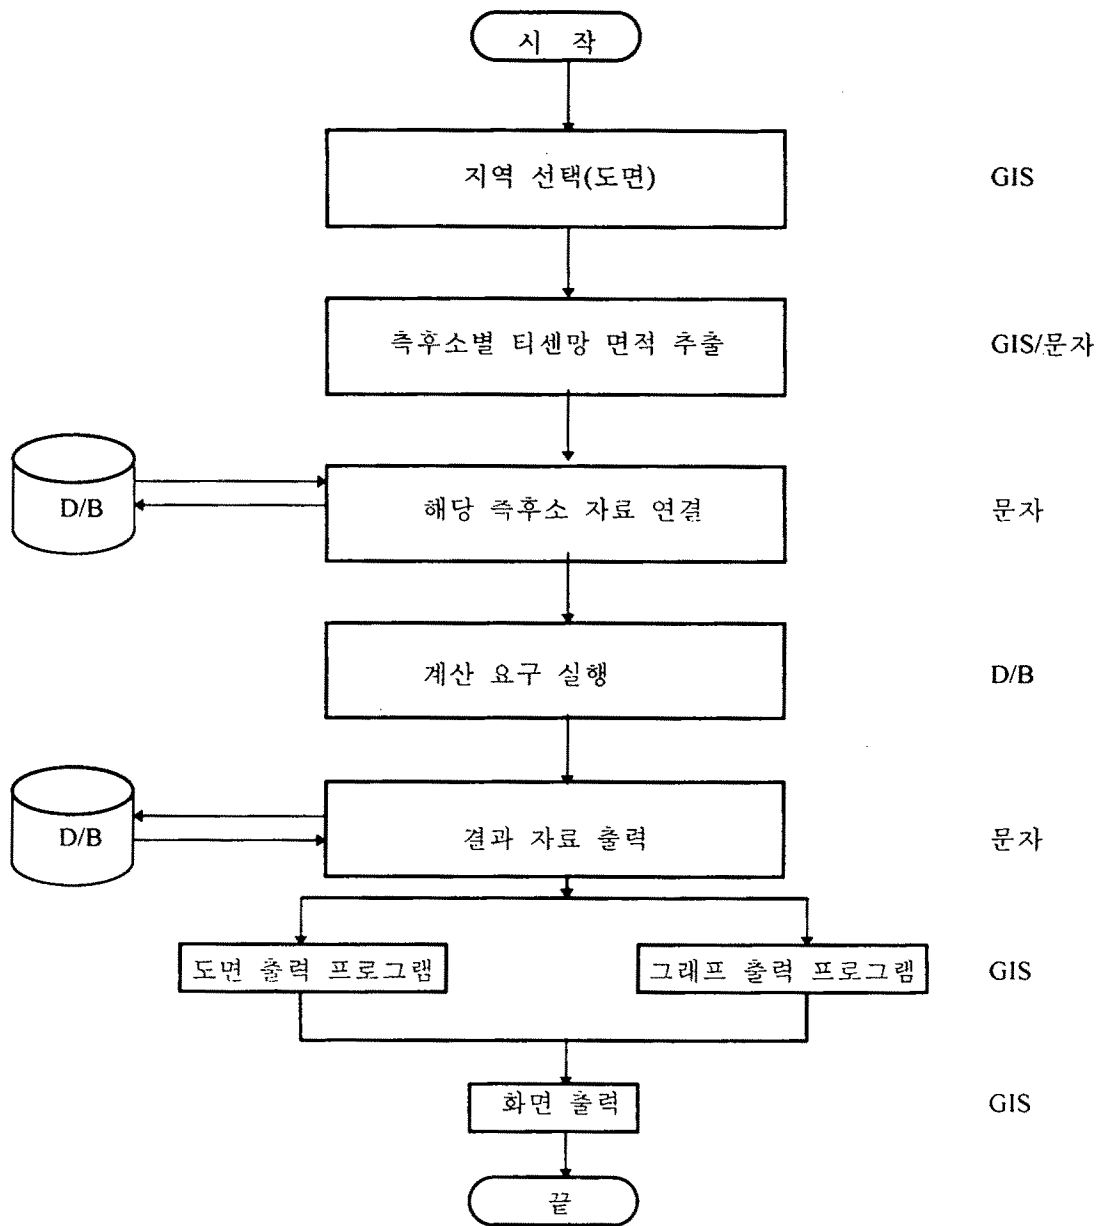 시 작
지역 선택(도면)
GIS
측후소별 티센망 면적 추출
GIS/문자
D/B
해당 측후소 자료 연결
문자
계산 요구 실행
D/B
D/B
결과 자료 출력
문자
도면 출력 프로그램
그래프 출력 프로그램
GIS
화면 출력
GIS
끝